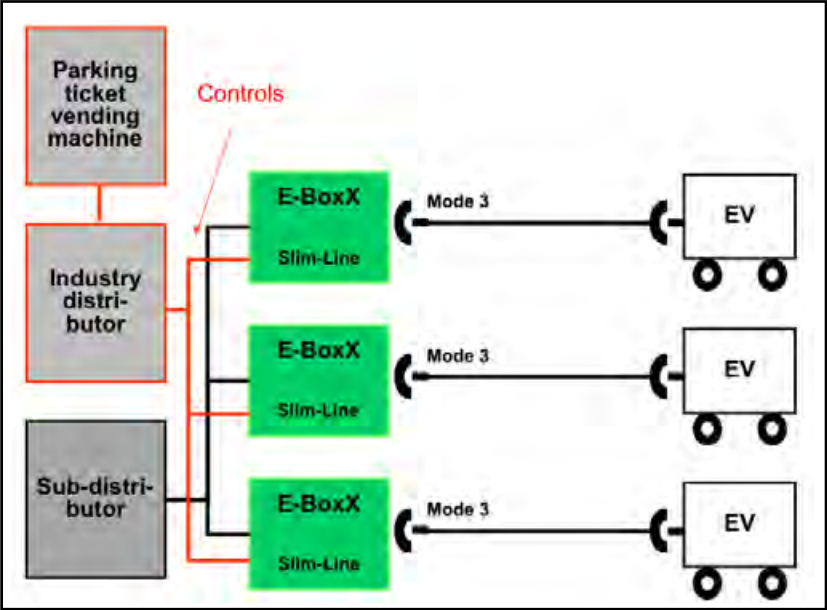 Parking
ticket
vending
machine
Controls
E-BoxX
Slim-Line
Mode 3
EV
Industry
distri-
butor
E-BoxX
Slim-Line
Mode 3
EV
Sub-distri-
butor
E-BoxX
Slim-Line
Mode 3
EV